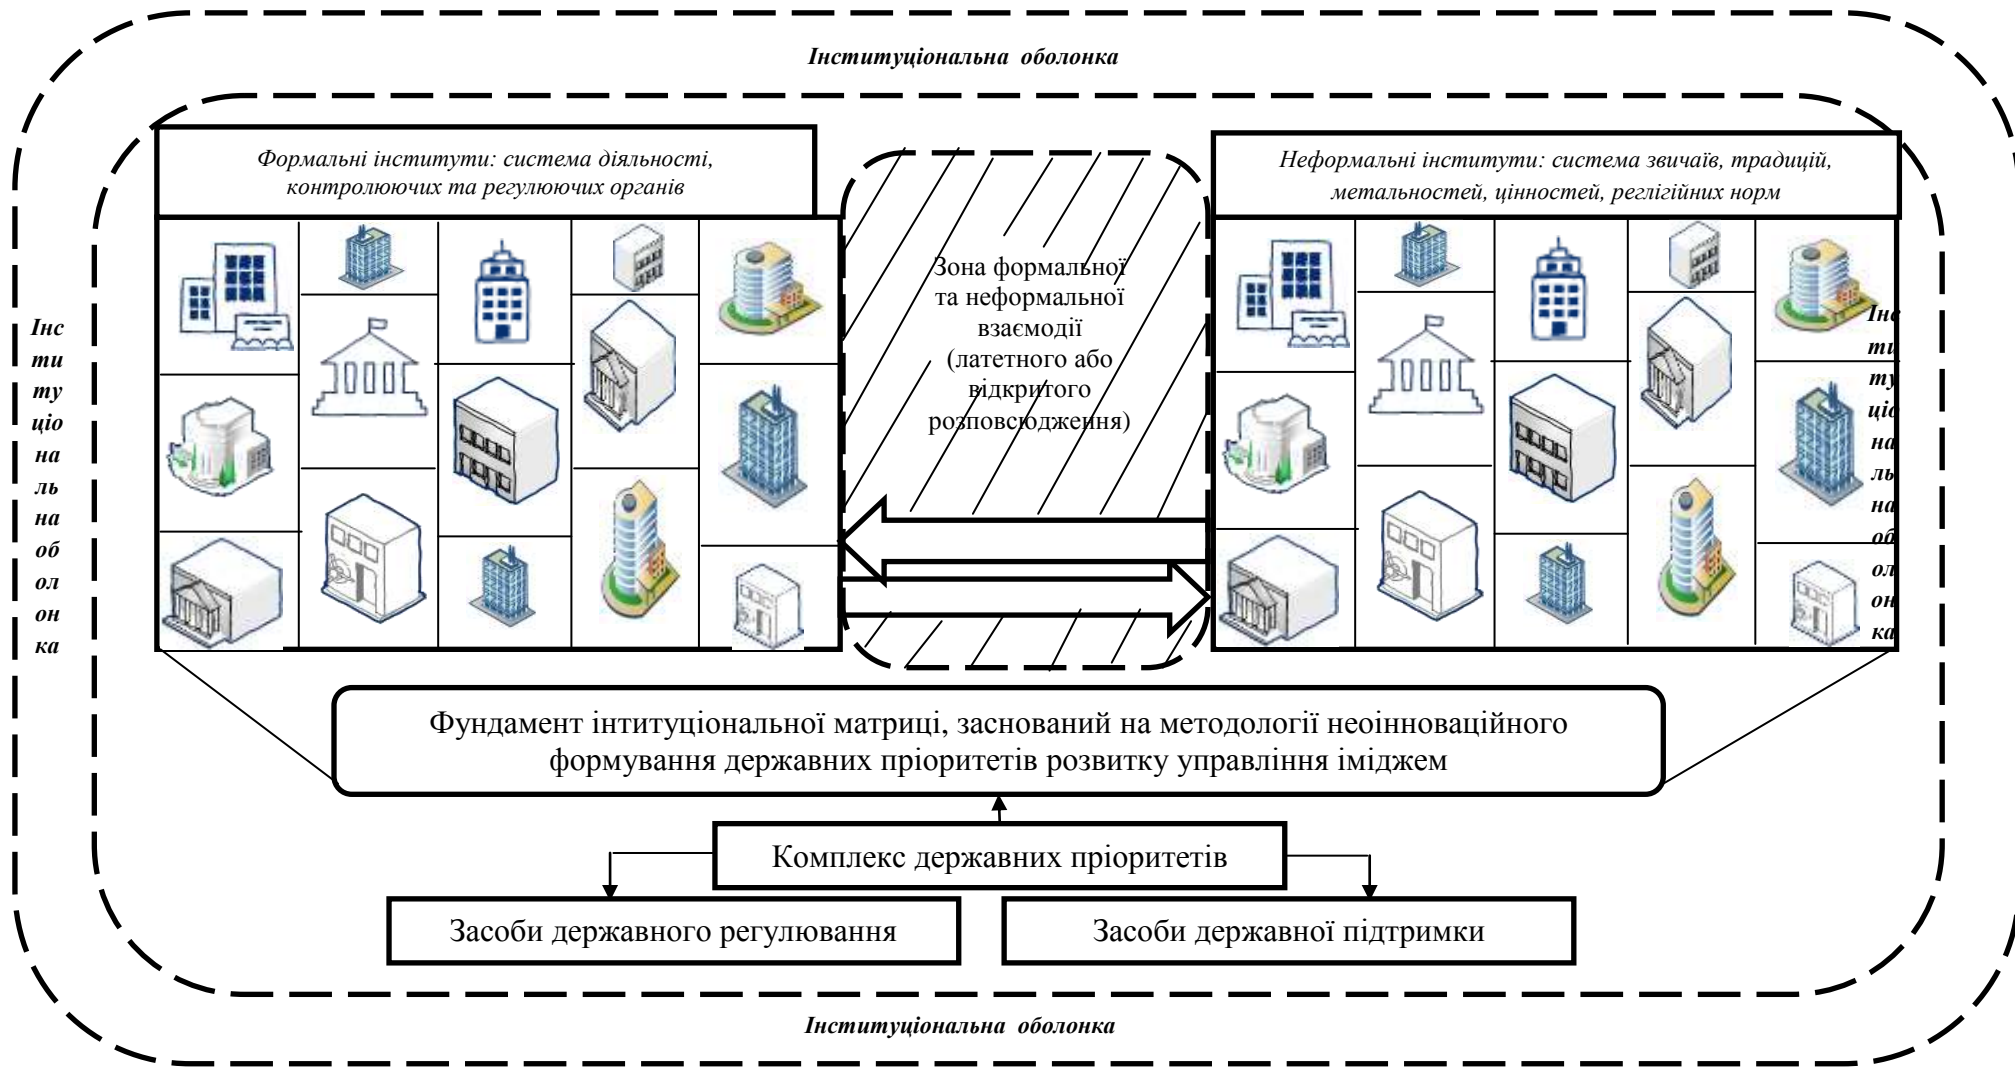 Інституціональна оболонка
Формальні інститути: система діяльності,
контролюючих та регулюючих органів
Неформальні інститути: система звичаїв, традицій,
метальностей, цінностей, реглігійних норм
Зона формальної
та неформальної
взаємодії
(латетного або
відкритого
розповсюдження)
Інс
ти
ту
ціо
на
ль
на
об
ол
он
ка
Інс
ти
ту
ціо
на
ль
на
об
ол
он
ка
Фундамент інтитуціональної матриці, заснований на методології неоінноваційного
формування державних пріоритетів розвитку управління іміджем
Комплекс державних пріоритетів
Засоби державного регулювання
Засоби державної підтримки
Інституціональна оболонка